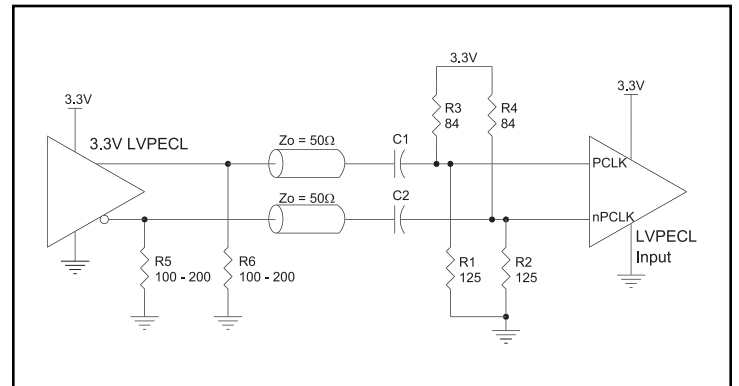 3.3V
3.3V
3.3V
R3
84
R4
84
3.3V LVPECL
Zo = 50Ω
C1
PCLK
Zo = 50Ω
C2
nPCLK
LVPECL
Input
R5
100 - 200
R6
100 - 200
R1
125
R2
125